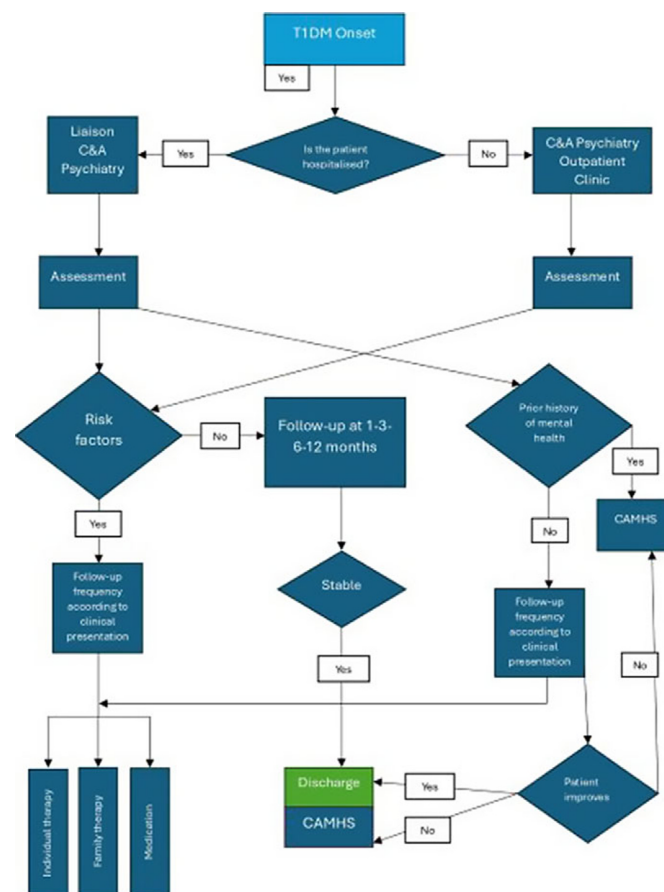 T1DM Onset
Yes
Liaison
C&A
Psychiatry
Yes
Is the patient
hospitalised?
No
C&A Psychiatry
Outpatient
Clinic
Assessment
Assessment
Risk
factors
No
Follow-up at 1-3-
6-12 months
Prior history
of mental
health
Yes
CAMHS
Yes
No
Follow-up
frequency
according to
clinical
presentation
Stable
Follow-up
frequency
according to
clinical
presentation
No
Yes
Individual therapy
Family therapy
Medication
Discharge
CAMHS
Yes
No
Patient
improves